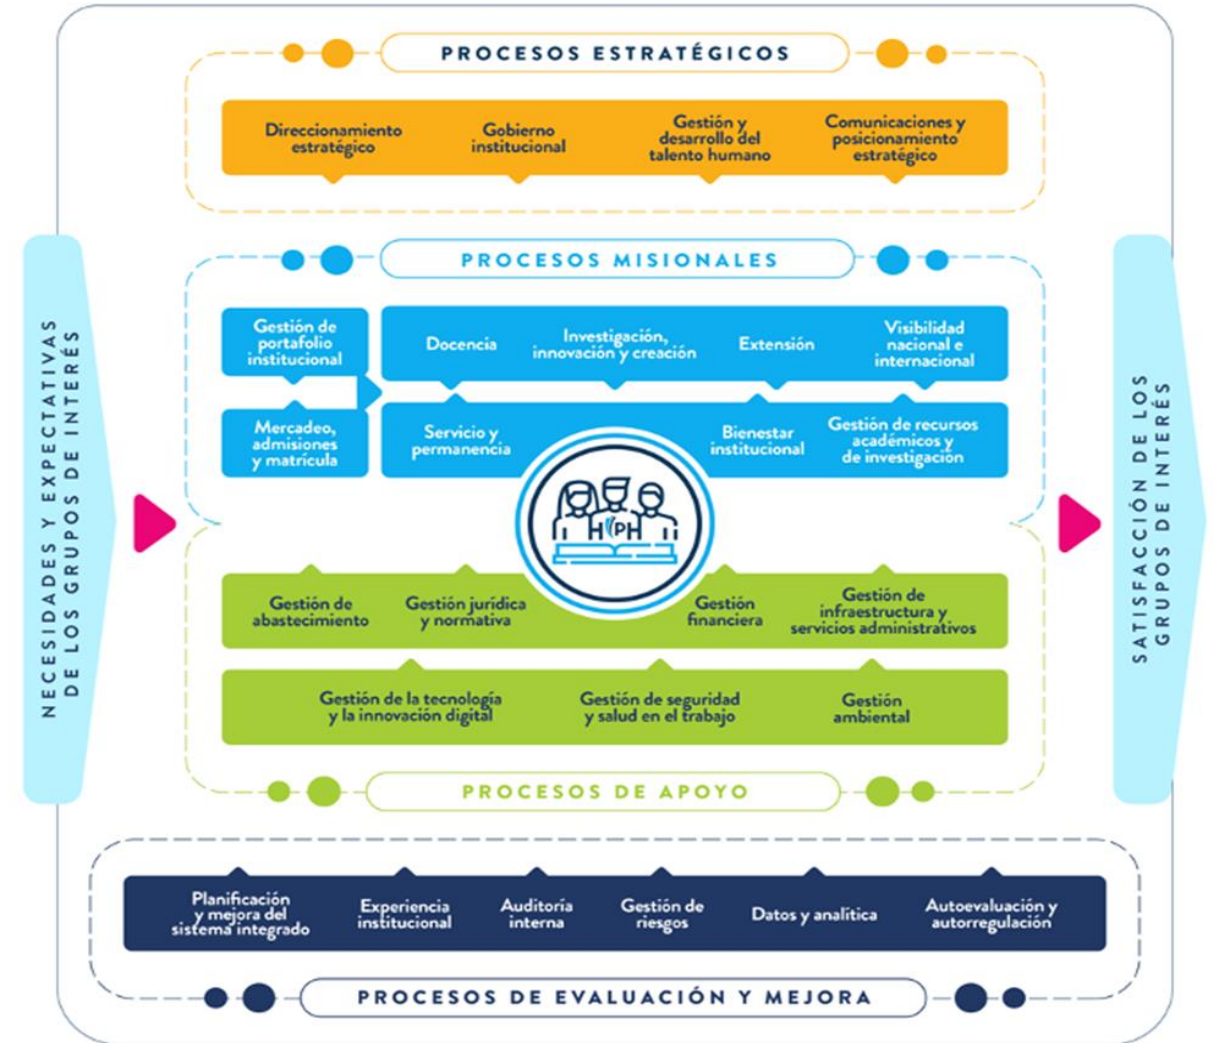 PROCESOS ESTRATÉGICOS
Direccionamiento
estratégico
Gobierno
institucional
Gestión y
desarrollo del
talento humano
Comunicaciones y
posicionamiento
estratégico
NECESIDADES Y EXPECTATIVAS
DE LOS GRUPOS DE INTERÉS
PROCESOS MISIONALES
Gestión de
portafolio
institucional
Docencia
Investigación,
innovación y creación
Extensión
Visibilidad
nacional e
internacional
Mercadeo,
admisiones
y matrícula
Servicio y
permanencia
Bienestar
institucional
Gestión de recursos
académicos y
de investigación
Gestión de
abastecimiento
Gestión jurídica
y normativa
Gestión
financiera
Gestión de
infraestructura y
servicios administrativos
Gestión de la tecnología
y la innovación digital
Gestión de seguridad
y salud en el trabajo
Gestión
ambiental
PROCESOS DE APOYO
SATISFACCIÓN DE LOS
GRUPOS DE INTERÉS
Planificación
y mejora del
sistema integrado
Experiencia
institucional
Auditoría
interna
Gestión de
riesgos
Datos y analítica
Autoevaluación y
autorregulación
PROCESOS DE EVALUACIÓN Y MEJORA